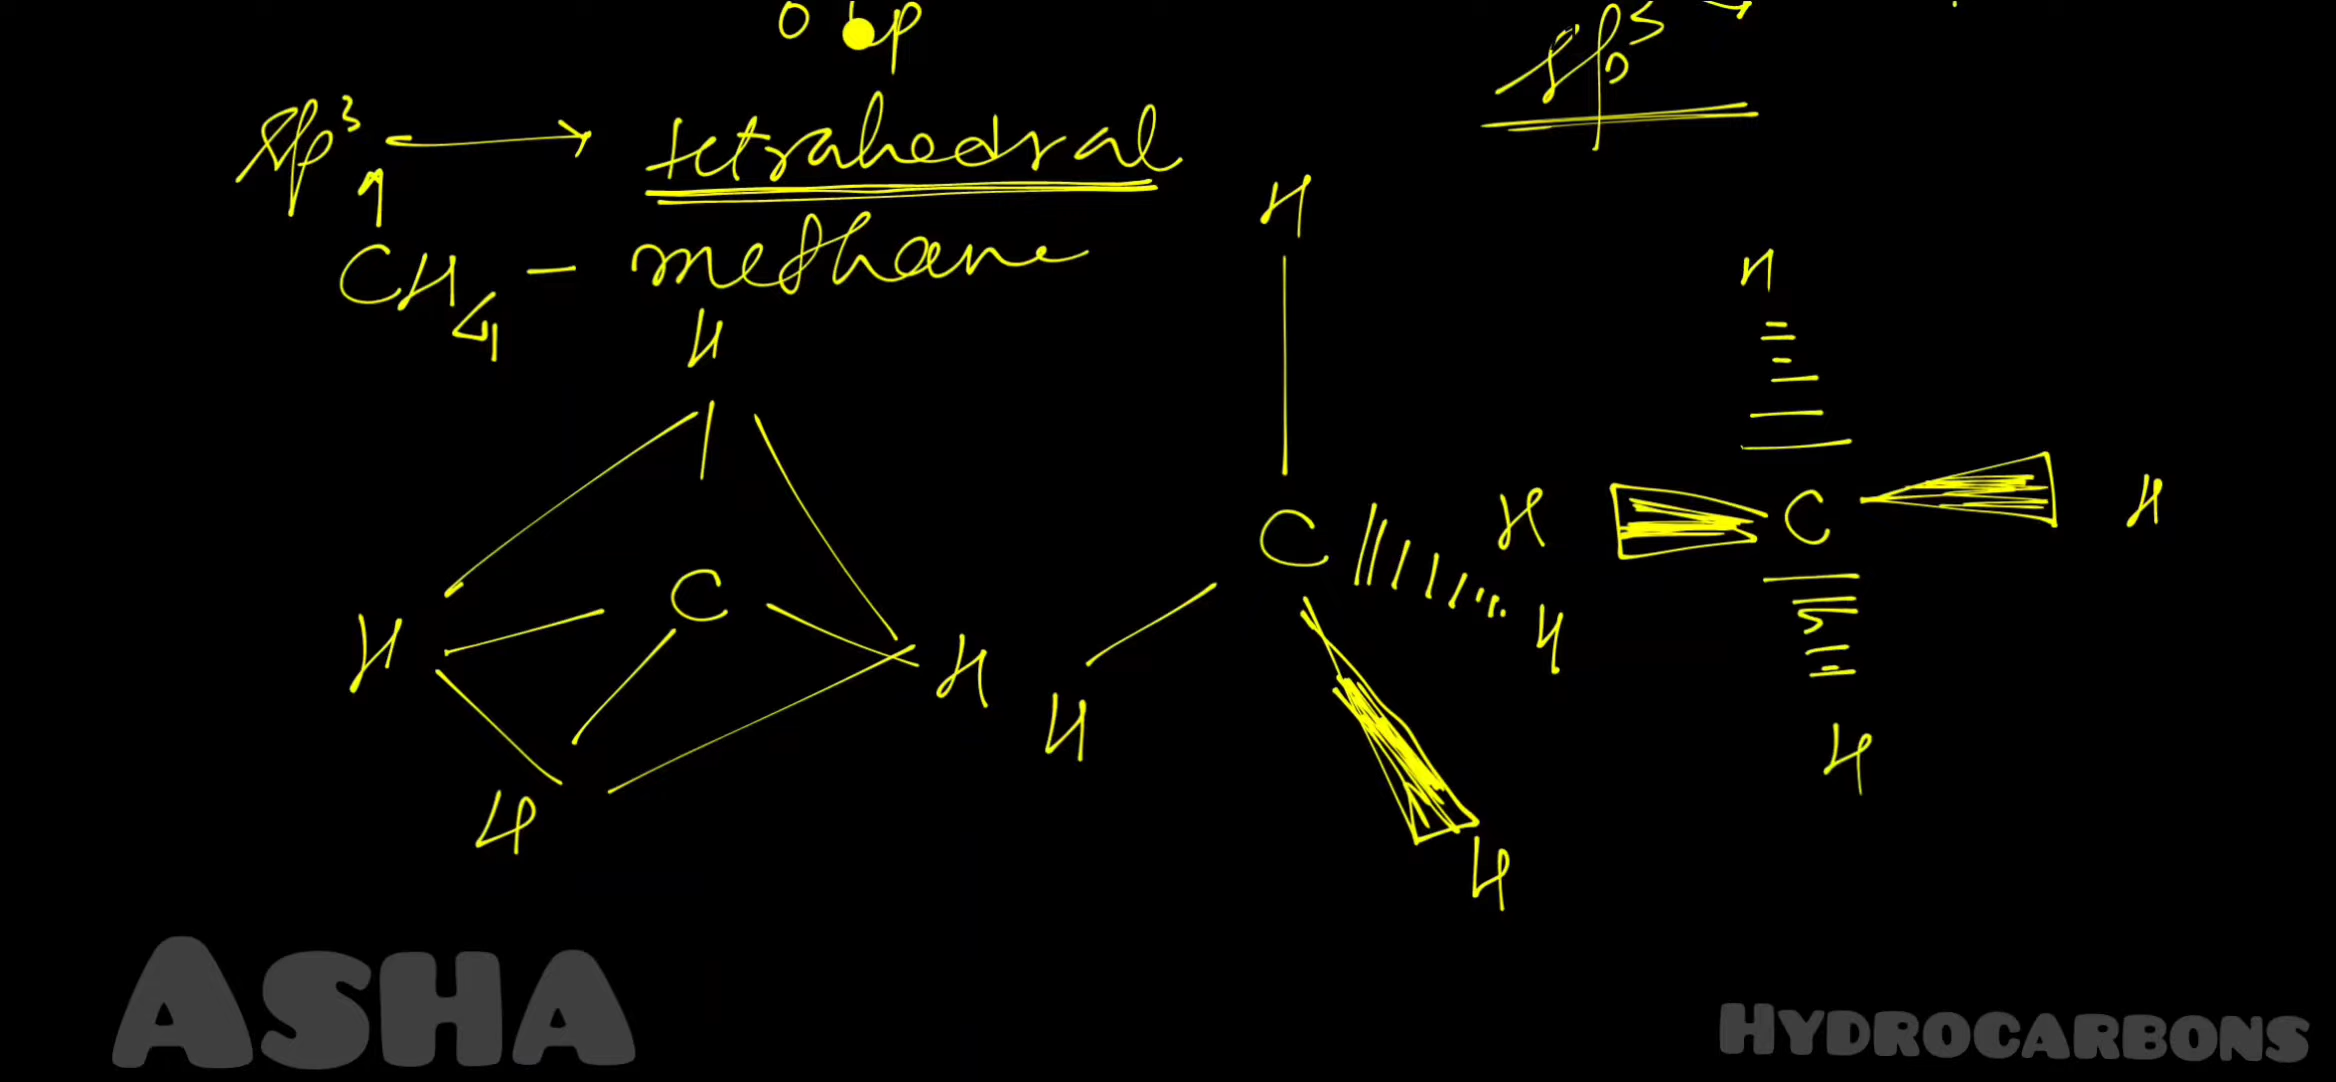 sp³
sp³ → tetrahedral
CH₄ - methane
H
H
H
C
H
H
H
C
H
H
H
H
C
H
H
H
ASHA
HYDROCARBONS